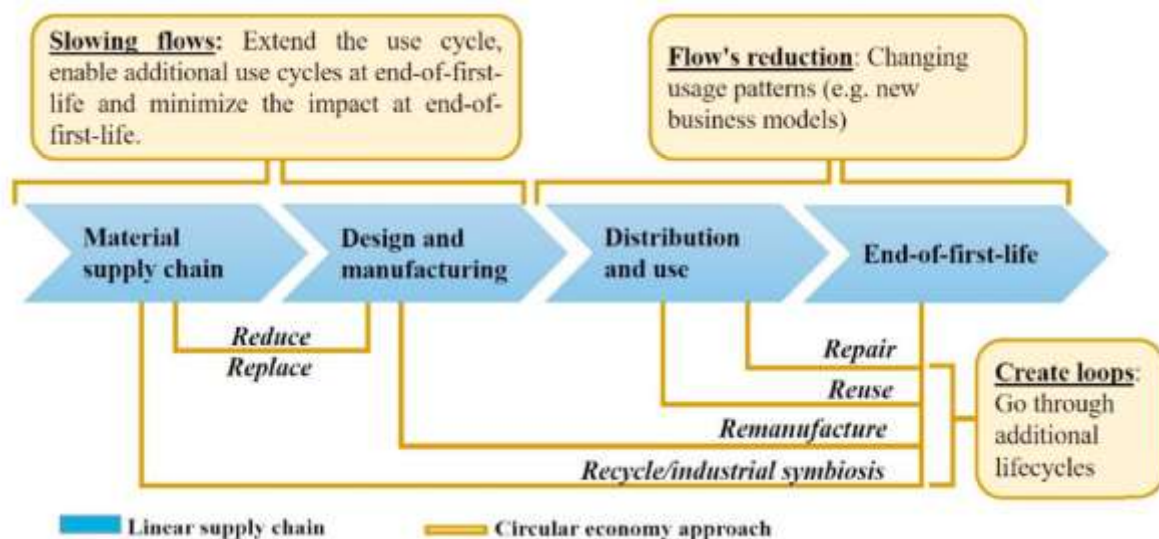 Slowing flows: Extend the use cycle,
enable additional use cycles at end-of-first-
life and minimize the impact at end-of-
first-life.
Flow's reduction: Changing
usage patterns (e.g. new
business models)
Material
supply chain
Design and
manufacturing
Distribution
and use
End-of-first-life
Reduce
Replace
Repair
Reuse
Remanufacture
Recycle/industrial symbiosis
Create loops:
Go through
additional
lifecycles
Linear supply chain
Circular economy approach